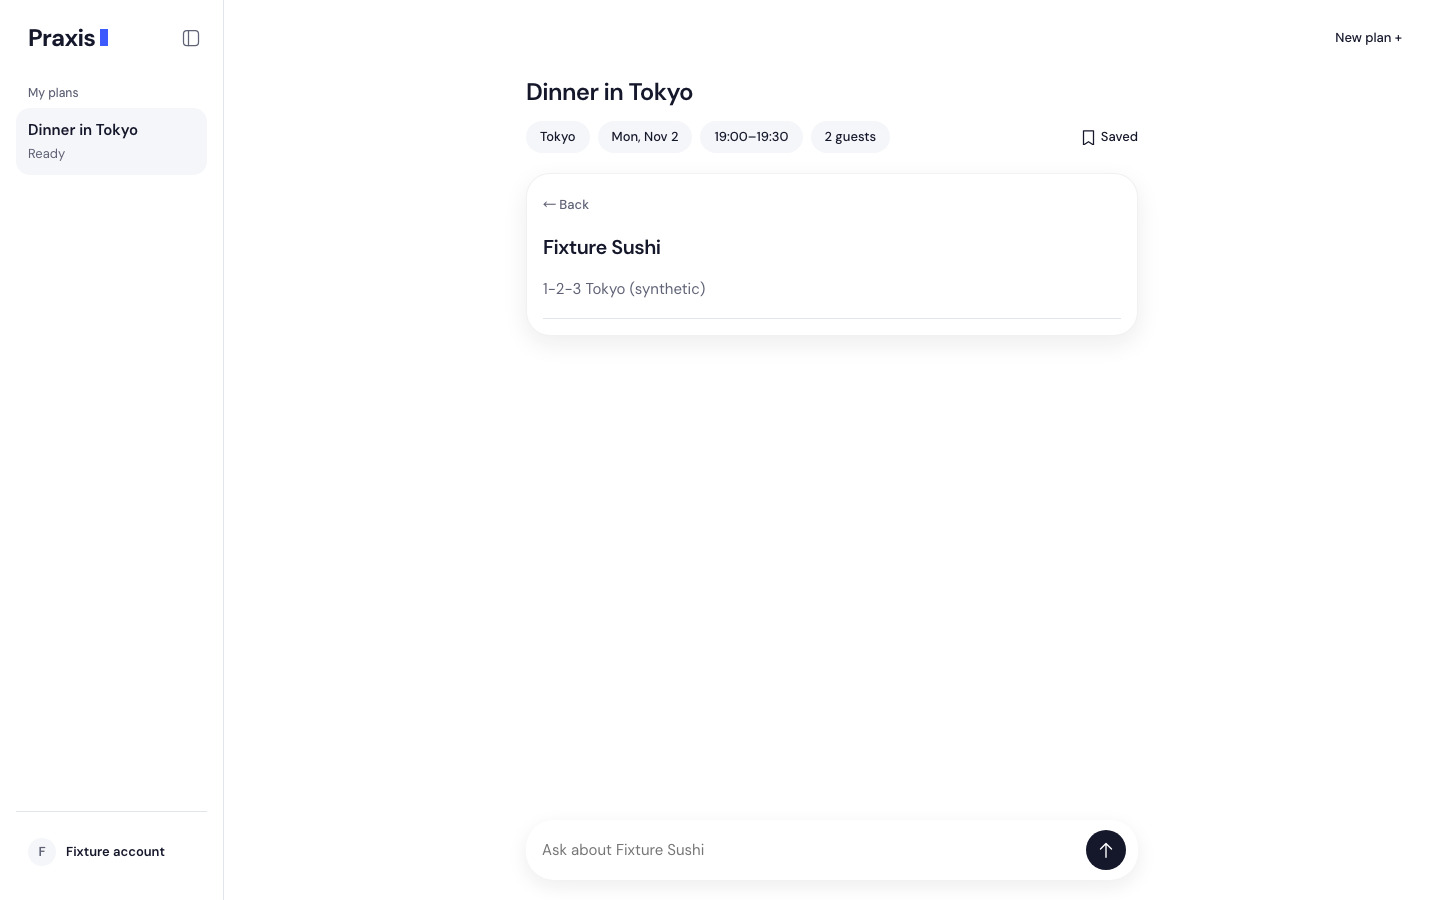 Praxis
New plan +
My plans
Dinner in Tokyo
Ready
Dinner in Tokyo
Tokyo
Mon, Nov 2
19:00–19:30
2 guests
Saved
← Back
Fixture Sushi
1-2-3 Tokyo (synthetic)
Ask about Fixture Sushi
F
Fixture account